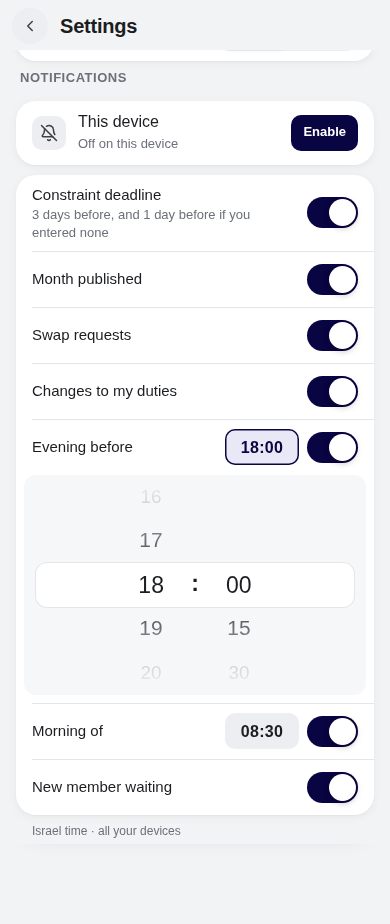 Settings
NOTIFICATIONS
This device
Off on this device
Enable
Constraint deadline
3 days before, and 1 day before if you
entered none
Month published
Swap requests
Changes to my duties
Evening before 18:00
16
17
18 : 00
19 15
20 30
Morning of 08:30
New member waiting
Israel time · all your devices